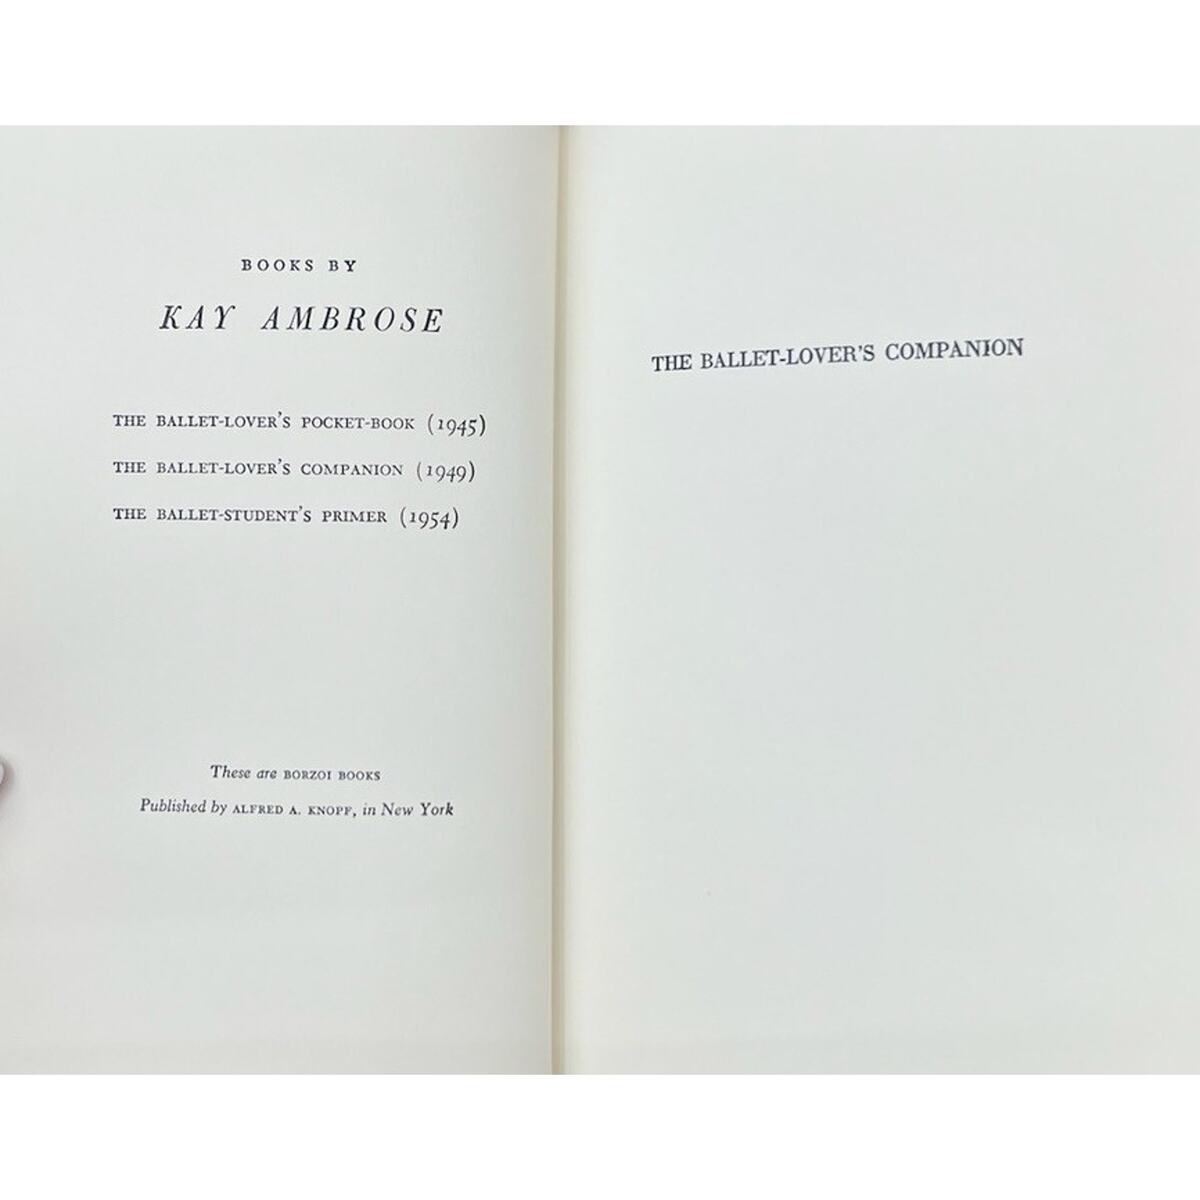 BOOKS BY
KAY AMBROSE
THE BALLET-LOVER'S POCKET-BOOK (1945)
THE BALLET-LOVER'S COMPANION (1949)
THE BALLET-STUDENT'S PRIMER (1954)
These are BORZOI BOOKS
Published by ALFRED A. KNOPF, in New York
THE BALLET-LOVER'S COMPANION